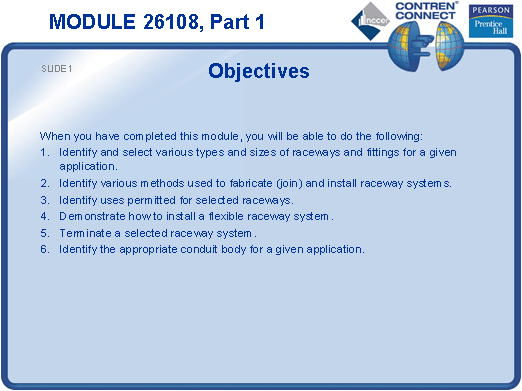 MODULE 26108, Part 1
nccer
CONTREN®
CONNECT
PEARSON
Prentice
Hall
SLIDE 1
Objectives
When you have completed this module, you will be able to do the following:
1. Identify and select various types and sizes of raceways and fittings for a given
application.
2. Identify various methods used to fabricate (join) and install raceway systems.
3. Identify uses permitted for selected raceways.
4. Demonstrate how to install a flexible raceway system.
5. Terminate a selected raceway system.
6. Identify the appropriate conduit body for a given application.